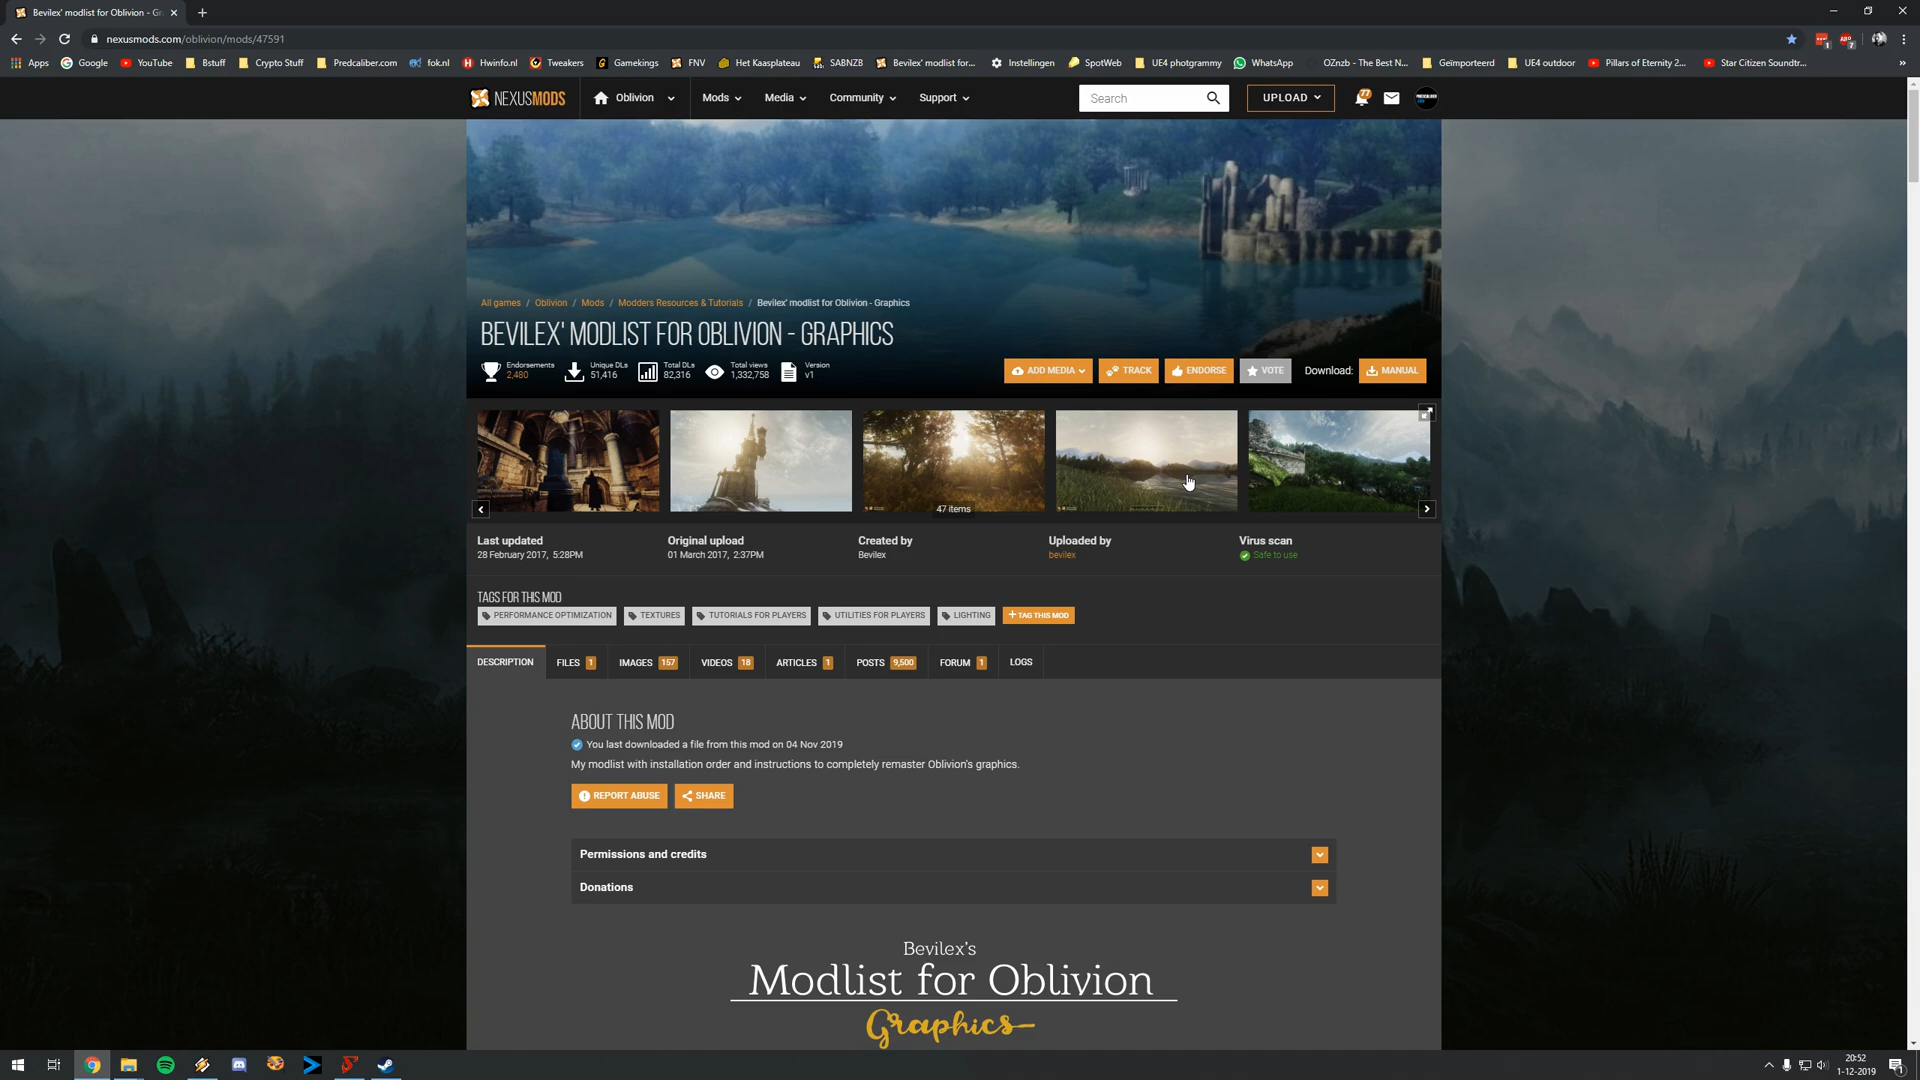 Bevilex' modlist for Oblivion - Gr
nexusmods.com/oblivion/mods/47591
1
7
Apps
Google
YouTube
Bstuff
Crypto Stuff
Predcaliber.com
fok.nl
Hwinfo.nl
Tweakers
Gamekings
FNV
Het Kaasplateau
SABNZB
Bevilex' modlist for...
Instellingen
SpotWeb
UE4 photgrammy
WhatsApp
OZnzb - The Best N...
Geïmporteerd
UE4 outdoor
Pillars of Eternity 2...
Star Citizen Soundtr...
NEXUSMODS
Oblivion
Mods
Media
Community
Support
Search
UPLOAD
77
All games / Oblivion / Mods / Modders Resources & Tutorials / Bevilex' modlist for Oblivion - Graphics
BEVILEX' MODLIST FOR OBLIVION - GRAPHICS
Endorsements
2,480
Unique DLs
51,416
Total DLs
82,316
Total views
1,332,758
Version
v1
ADD MEDIA
TRACK
ENDORSE
VOTE
Download:
MANUAL
47 items
Last updated
28 February 2017, 5:28PM
Original upload
01 March 2017, 2:37PM
Created by
Bevilex
Uploaded by
bevilex
Virus scan
Safe to use
TAGS FOR THIS MOD
PERFORMANCE OPTIMIZATION
TEXTURES
TUTORIALS FOR PLAYERS
UTILITIES FOR PLAYERS
LIGHTING
+ TAG THIS MOD
DESCRIPTION
FILES 1
IMAGES 157
VIDEOS 18
ARTICLES 1
POSTS 9,500
FORUM 1
LOGS
ABOUT THIS MOD
You last downloaded a file from this mod on 04 Nov 2019
My modlist with installation order and instructions to completely remaster Oblivion's graphics.
REPORT ABUSE
SHARE
Permissions and credits
Donations
Bevilex's
Modlist for Oblivion
Graphics
20:52
1-12-2019
1